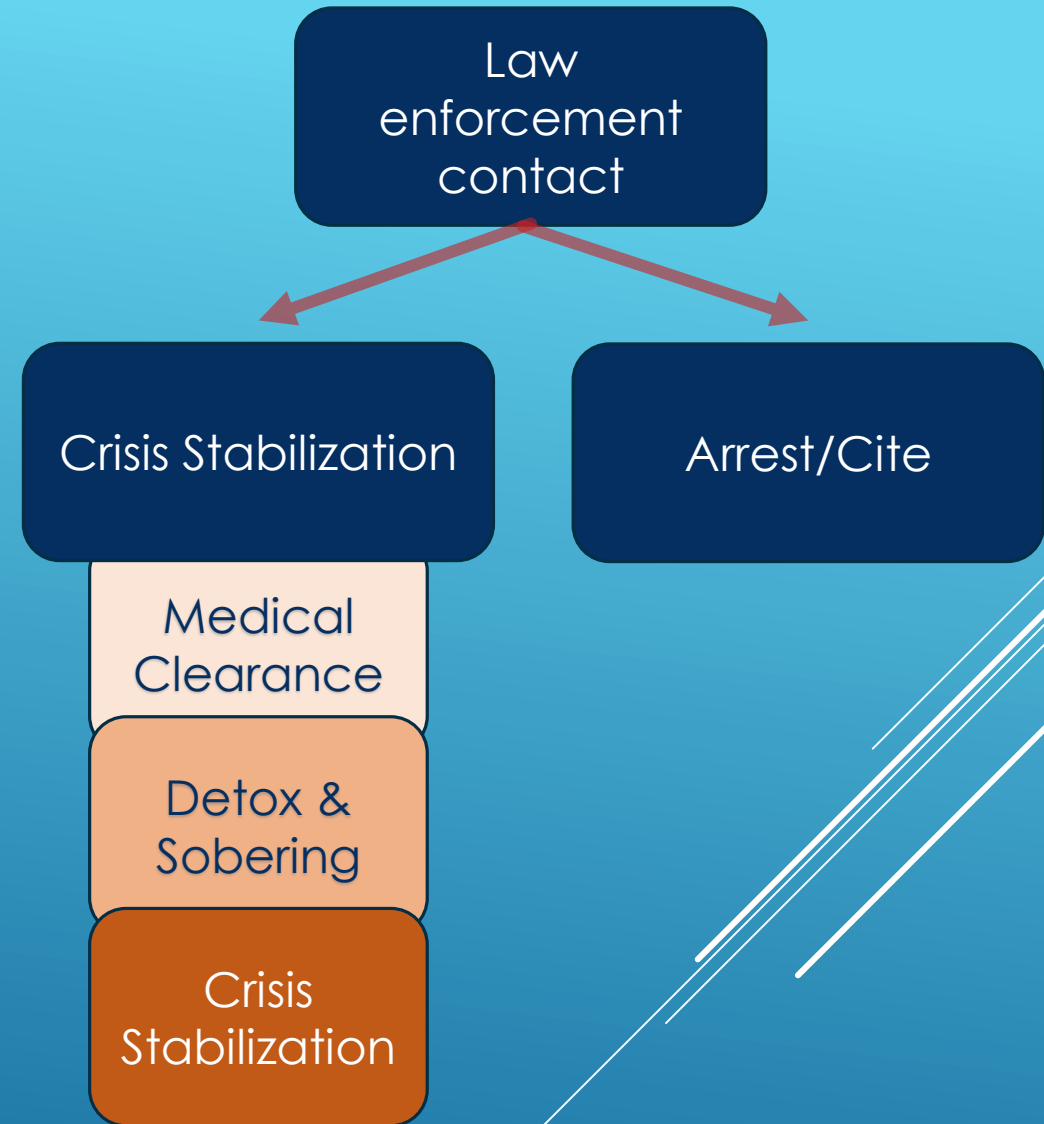 Law
enforcement
contact
Crisis Stabilization
Arrest/Cite
Medical
Clearance
Detox &
Sobering
Crisis
Stabilization